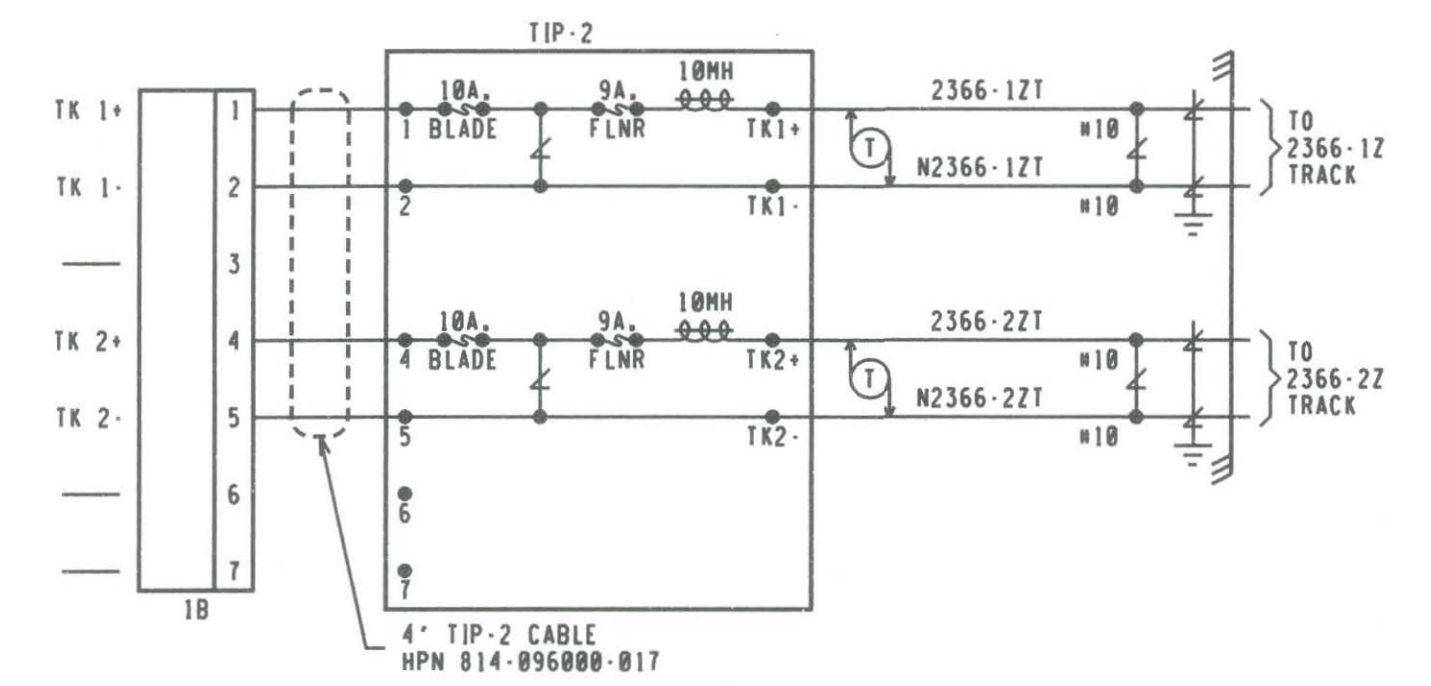 TIP-2
10A. 9A. 10MH 2366-1ZT
TK 1+ 1 1 BLADE FLNR TK1+ #10 TO
T 2366-1Z
N2366-1ZT TRACK
TK 1- 2 2 TK1- #10
3
10A. 9A. 10MH 2366-2ZT
TK 2+ 4 4 BLADE FLNR TK2+ #10 TO
T 2366-2Z
N2366-2ZT TRACK
TK 2- 5 5 TK2- #10
6 6
7 7
1B
4' TIP-2 CABLE
HPN 814-096000-017